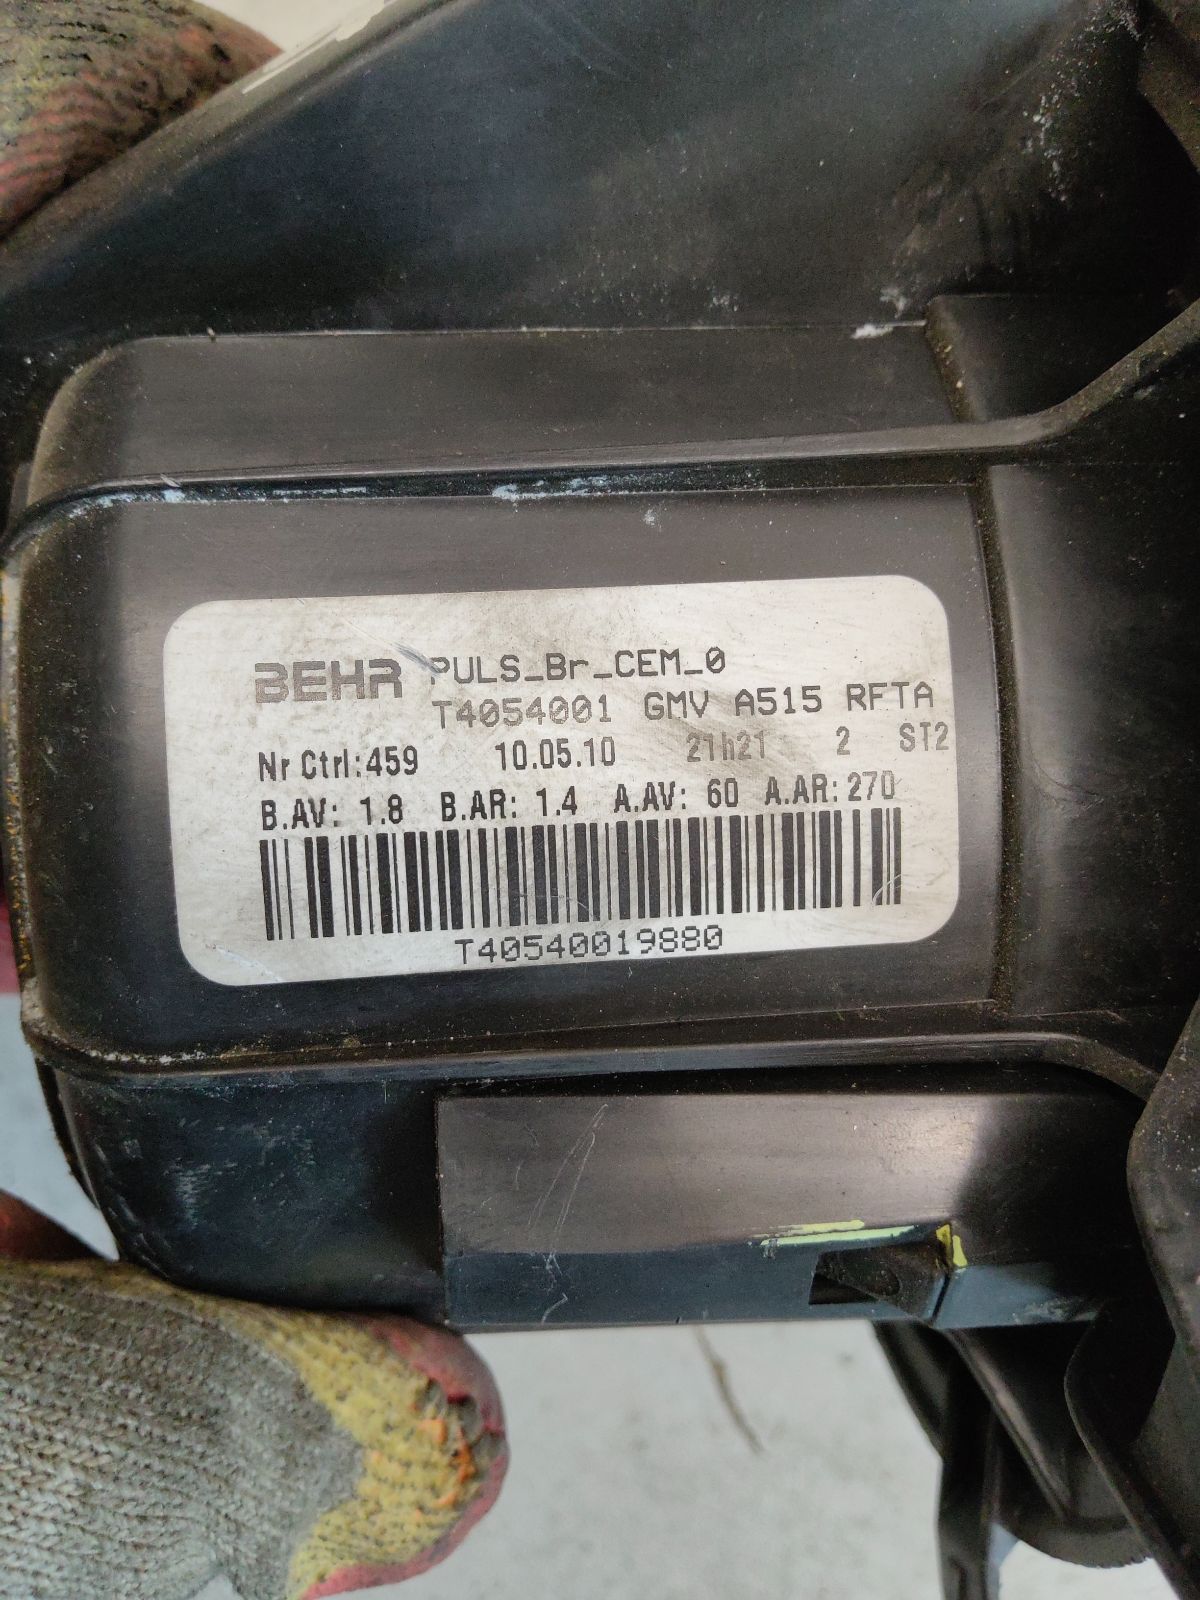 BEHR PULS_Br_CEM_0
T4054001 GMV A515 RFTA
Nr Ctrl:459 10.05.10 21h21 2 ST2
B.AV: 1.8 B.AR: 1.4 A.AV: 60 A.AR: 270
T40540019880